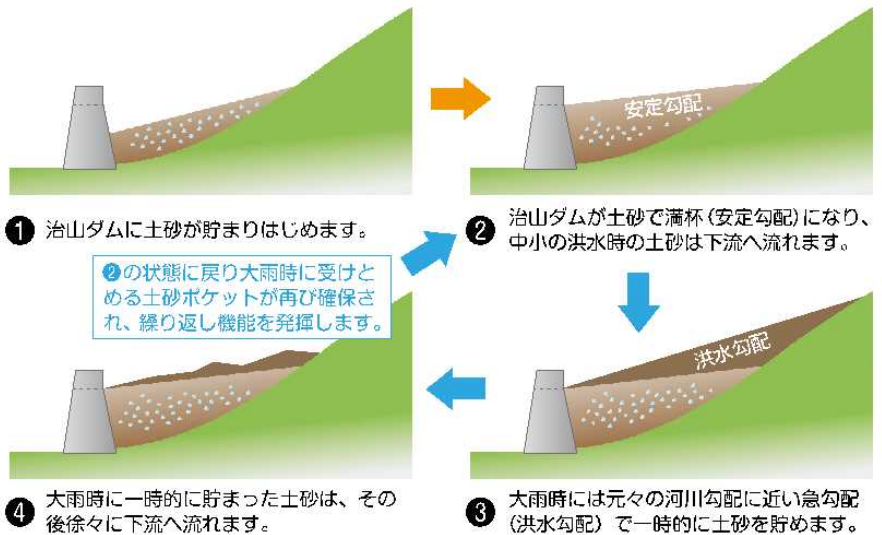 安定勾配
❶ 治山ダムに土砂が貯まりはじめます。
❷ 治山ダムが土砂で満杯(安定勾配)になり、
中小の洪水時の土砂は下流へ流れます。
❷の状態に戻り大雨時に受けと
める土砂ポケットが再び確保さ
れ、繰り返し機能を発揮します。
洪水勾配
❸ 大雨時には元々の河川勾配に近い急勾配
(洪水勾配)で一時的に土砂を貯めます。
❹ 大雨時に一時的に貯まった土砂は、その
後徐々に下流へ流れます。